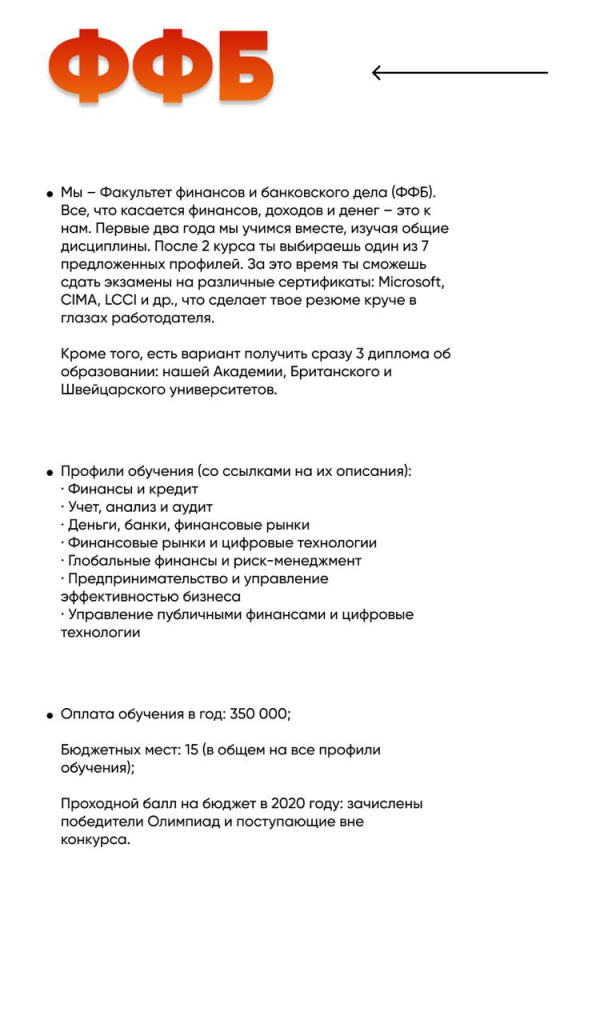 ФФБ
• Мы – Факультет финансов и банковского дела (ФФБ).
Все, что касается финансов, доходов и денег – это к
нам. Первые два года мы учимся вместе, изучая общие
дисциплины. После 2 курса ты выбираешь один из 7
предложенных профилей. За это время ты сможешь
сдать экзамены на различные сертификаты: Microsoft,
CIMA, LCCI и др., что сделает твое резюме круче в
глазах работодателя.
Кроме того, есть вариант получить сразу 3 диплома об
образовании: нашей Академии, Британского и
Швейцарского университетов.
• Профили обучения (со ссылками на их описания):
· Финансы и кредит
· Учет, анализ и аудит
· Деньги, банки, финансовые рынки
· Финансовые рынки и цифровые технологии
· Глобальные финансы и риск-менеджмент
· Предпринимательство и управление
эффективностью бизнеса
· Управление публичными финансами и цифровые
технологии
• Оплата обучения в год: 350 000;
Бюджетных мест: 15 (в общем на все профили
обучения);
Проходной балл на бюджет в 2020 году: зачислены
победители Олимпиад и поступающие вне
конкурса.